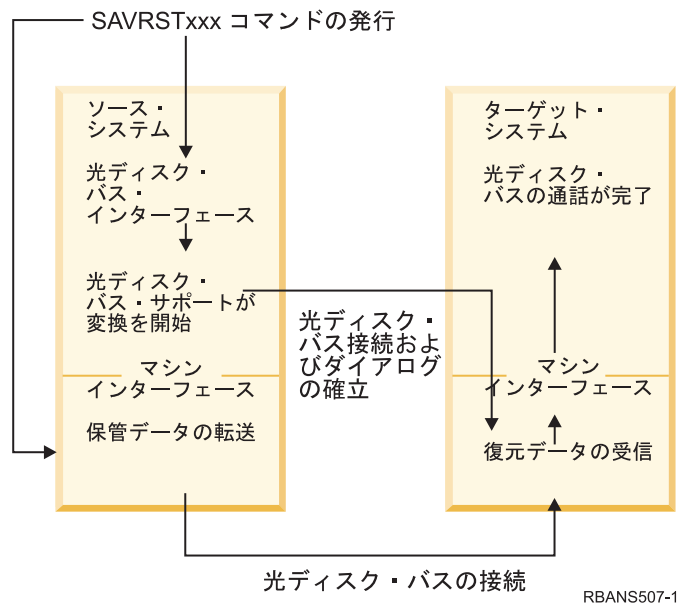 SAVRSTxxx コマンドの発行
ソース・
システム
光ディスク・
バス・
インターフェース
光ディスク・
バス・サポートが
変換を開始
マシン
インターフェース
保管データの転送
光ディスク・
バス接続およ
びダイアログ
の確立
ターゲット・
システム
光ディスク・
バスの通話が完了
マシン
インターフェース
復元データの受信
光ディスク・バスの接続
RBANS507-1